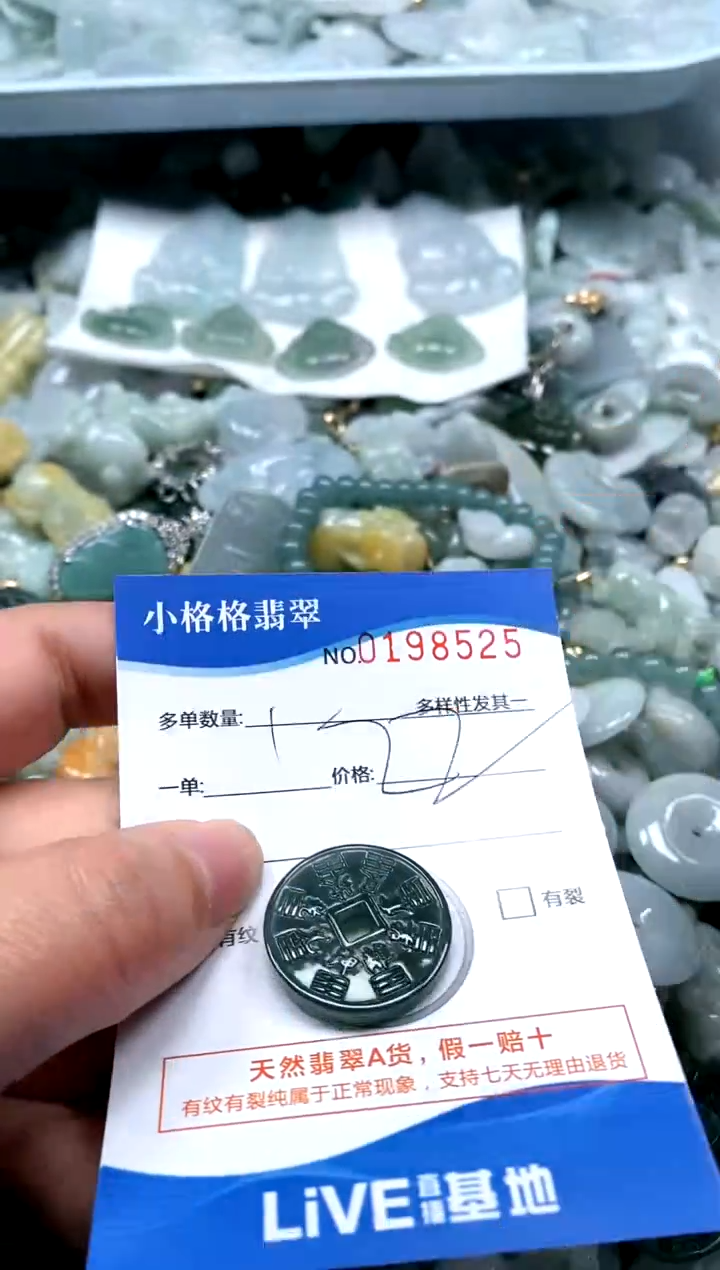 小格格翡翠
NO.0198525
多单数量:
多样性发其一
一单:
价格:
有纹
有裂
天然翡翠A货，假一赔十
有纹有裂纯属于正常现象，支持七天无理由退货
LiVE直播基地